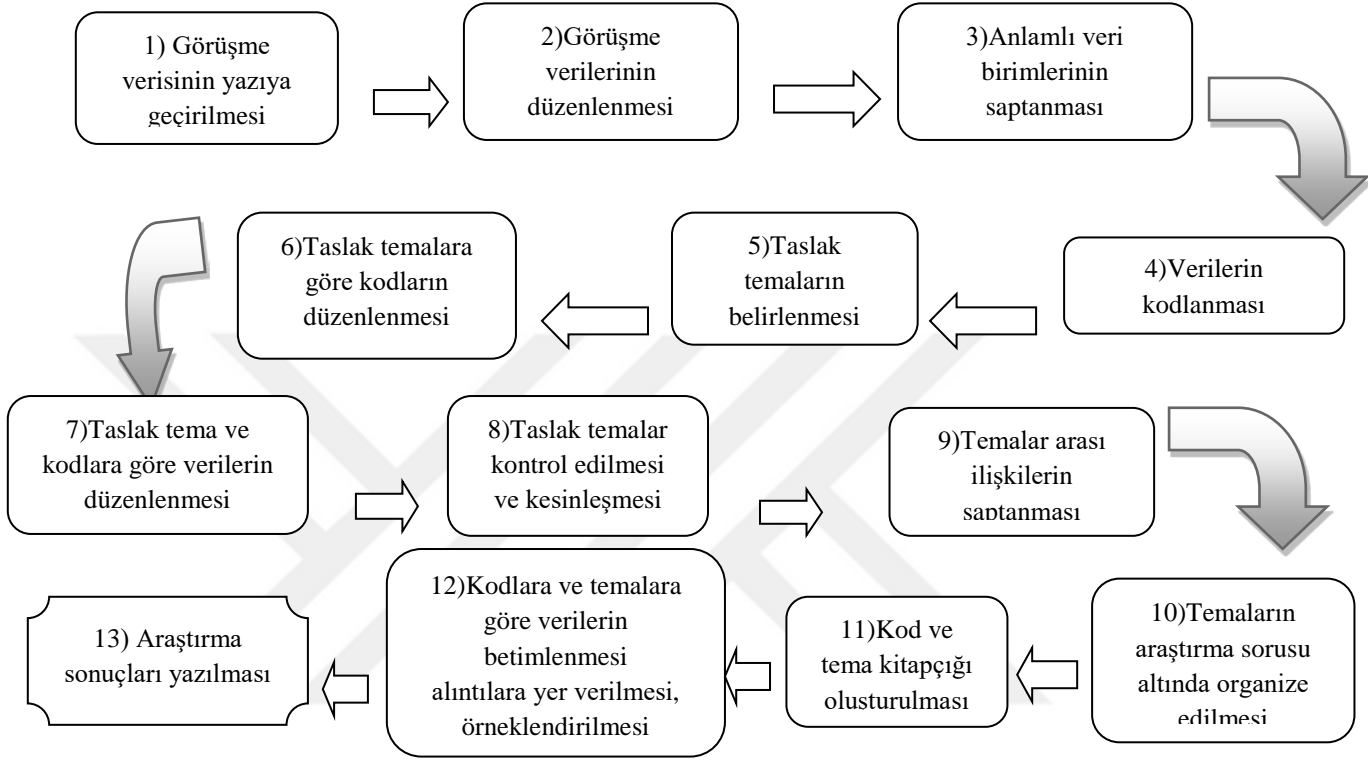 1) Görüşme
verisinin yazıya
geçirilmesi
2)Görüşme
verilerinin
düzenlenmesi
3)Anlamlı veri
birimlerinin
saptanması
4)Verilerin
kodlanması
5)Taslak
temaların
belirlenmesi
6)Taslak temalara
göre kodların
düzenlenmesi
7)Taslak tema ve
kodlara göre verilerin
düzenlenmesi
8)Taslak temalar
kontrol edilmesi
ve kesinleşmesi
9)Temalar arası
ilişkilerin
saptanması
10)Temaların
araştırma sorusu
altında organize
edilmesi
11)Kod ve
tema kitapçığı
oluşturulması
12)Kodlara ve temalara
göre verilerin
betimlenmesi
alıntılara yer verilmesi,
örneklendirilmesi
13) Araştırma
sonuçları yazılması